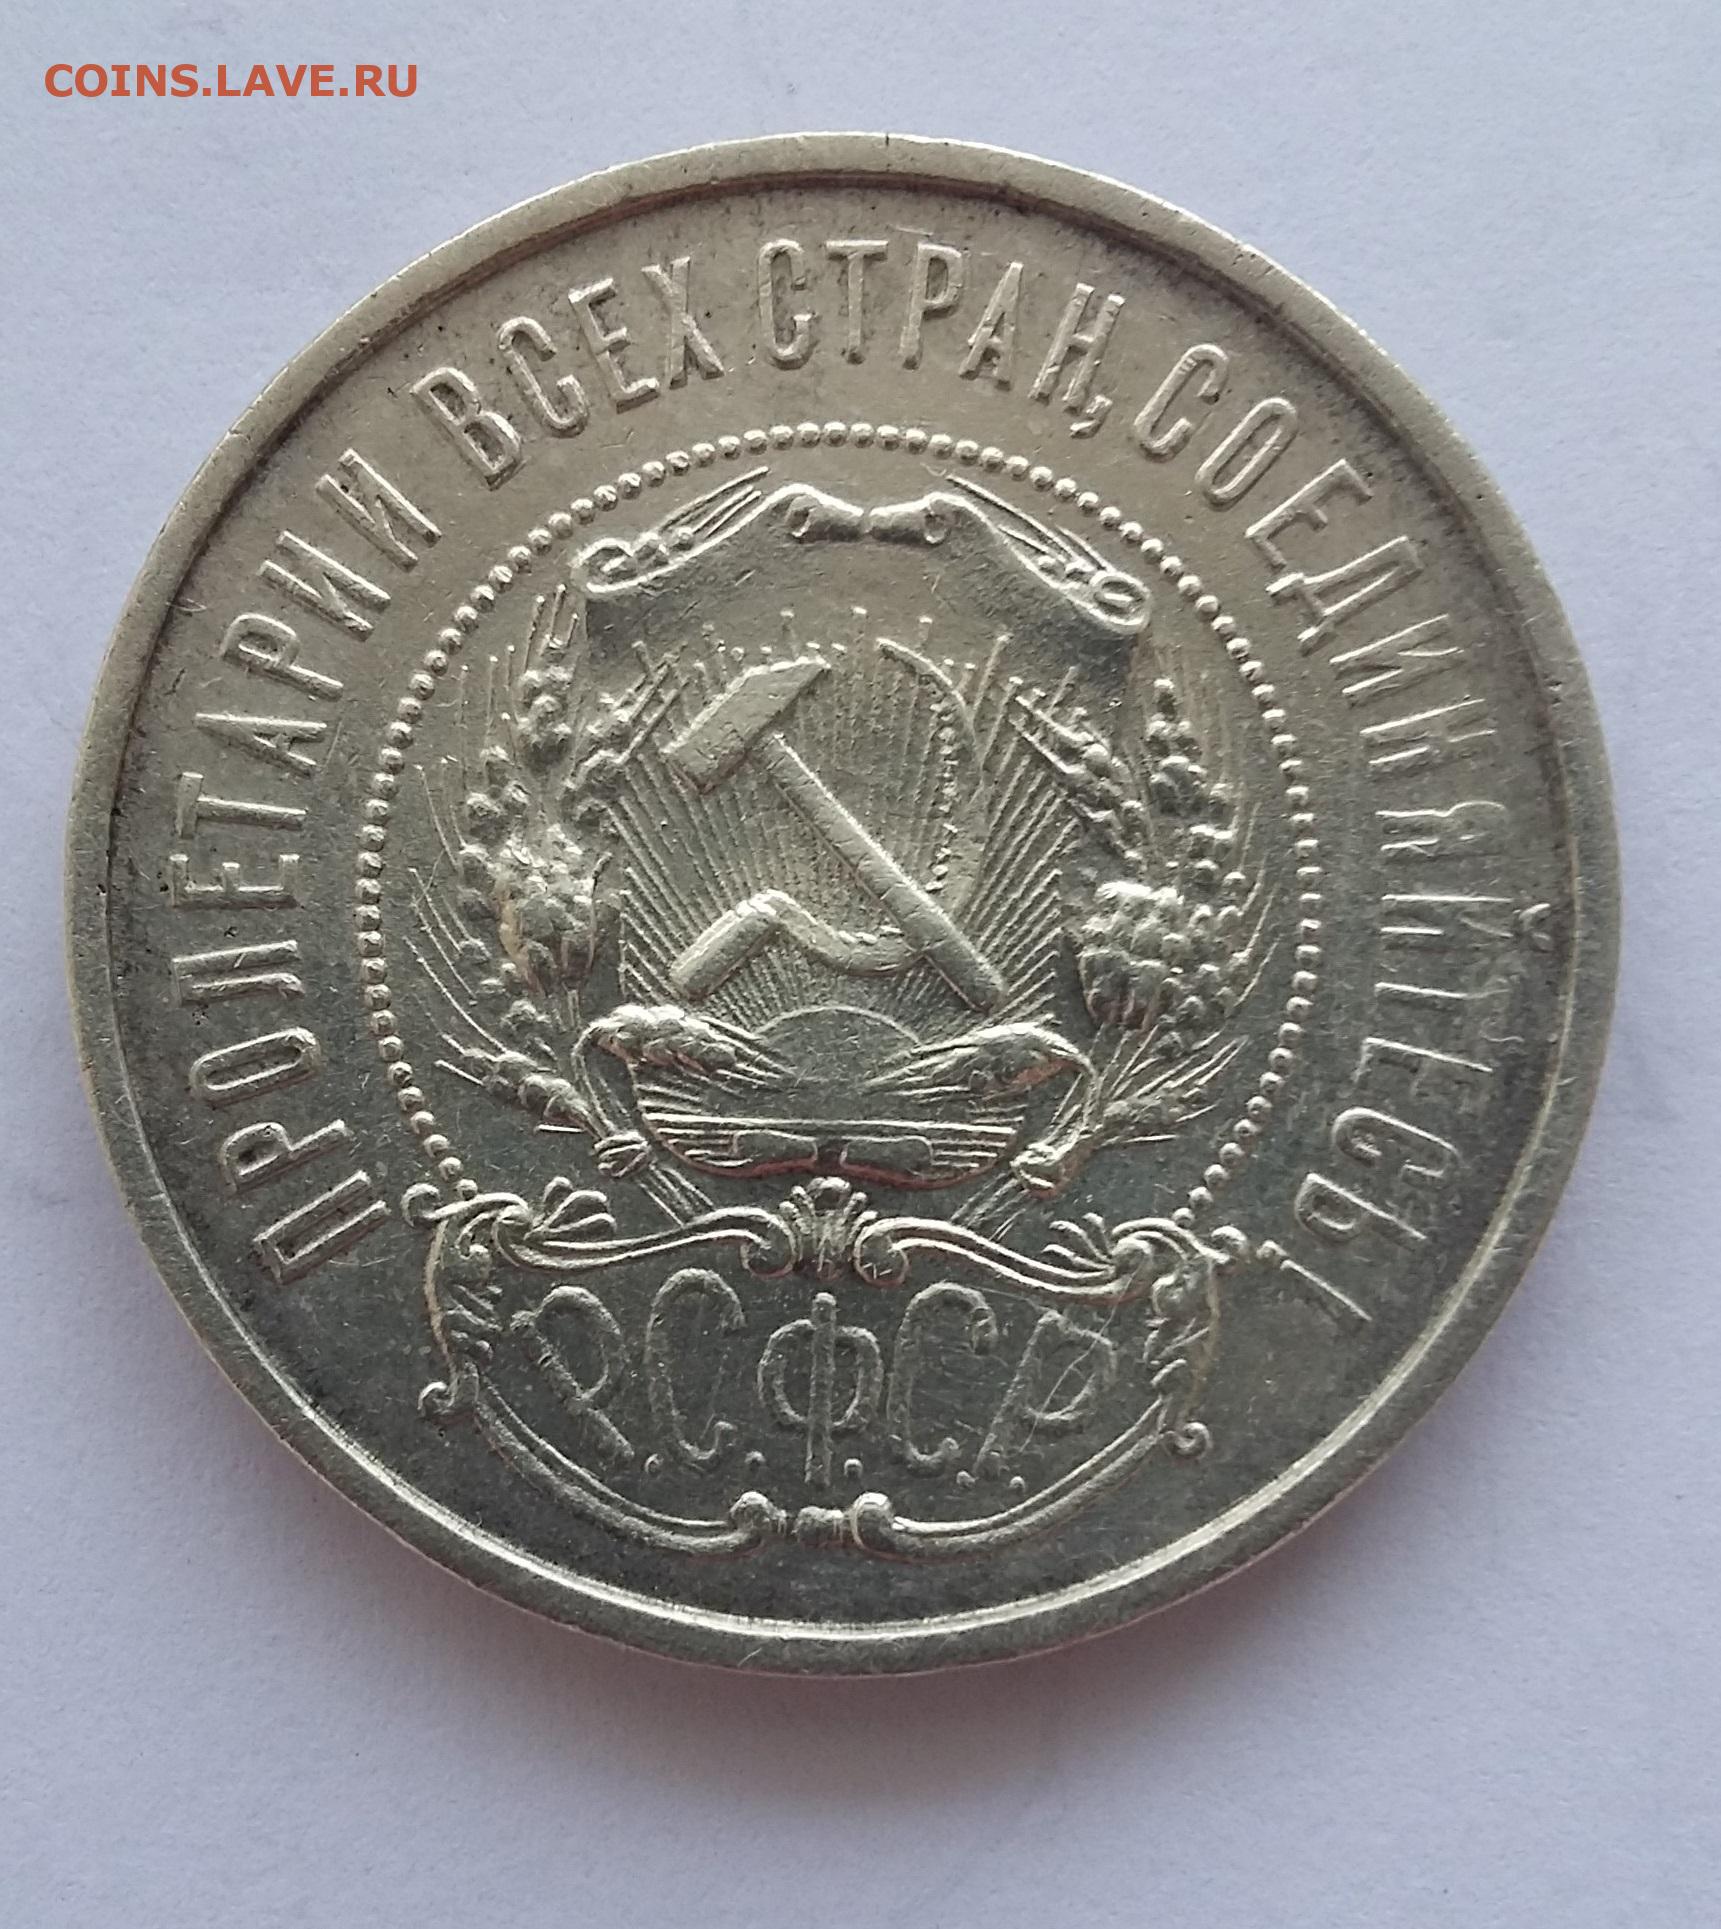 COINS.LAVE.RU
ПРОЛЕТАРИИ ВСЕХ СТРАН, СОЕДИНЯЙТЕСЬ!
Р.С.Ф.С.Р.